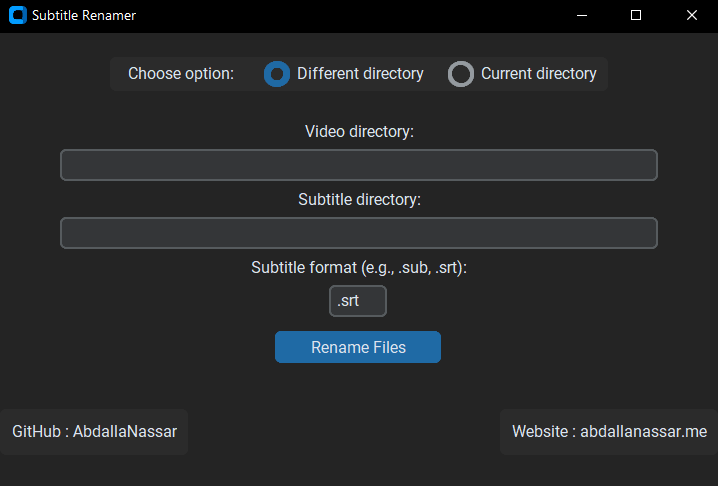 Subtitle Renamer
Choose option: Different directory Current directory
Video directory:
Subtitle directory:
Subtitle format (e.g., .sub, .srt):
.srt
Rename Files
GitHub : AbdallaNassar Website : abdallanassar.me